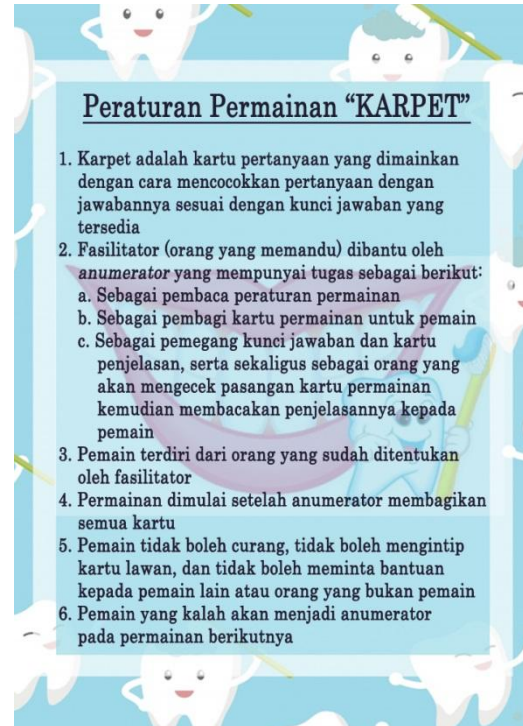 Peraturan Permainan “KARPET”
1. Karpet adalah kartu pertanyaan yang dimainkan
dengan cara mencocokkan pertanyaan dengan
jawabannya sesuai dengan kunci jawaban yang
tersedia
2. Fasilitator (orang yang memandu) dibantu oleh
anumerator yang mempunyai tugas sebagai berikut:
a. Sebagai pembaca peraturan permainan
b. Sebagai pembagi kartu permainan untuk pemain
c. Sebagai pemegang kunci jawaban dan kartu
penjelasan, serta sekaligus sebagai orang yang
akan mengecek pasangan kartu permainan
kemudian membacakan penjelasannya kepada
pemain
3. Pemain terdiri dari orang yang sudah ditentukan
oleh fasilitator
4. Permainan dimulai setelah anumerator membagikan
semua kartu
5. Pemain tidak boleh curang, tidak boleh mengintip
kartu lawan, dan tidak boleh meminta bantuan
kepada pemain lain atau orang yang bukan pemain
6. Pemain yang kalah akan menjadi anumerator
pada permainan berikutnya